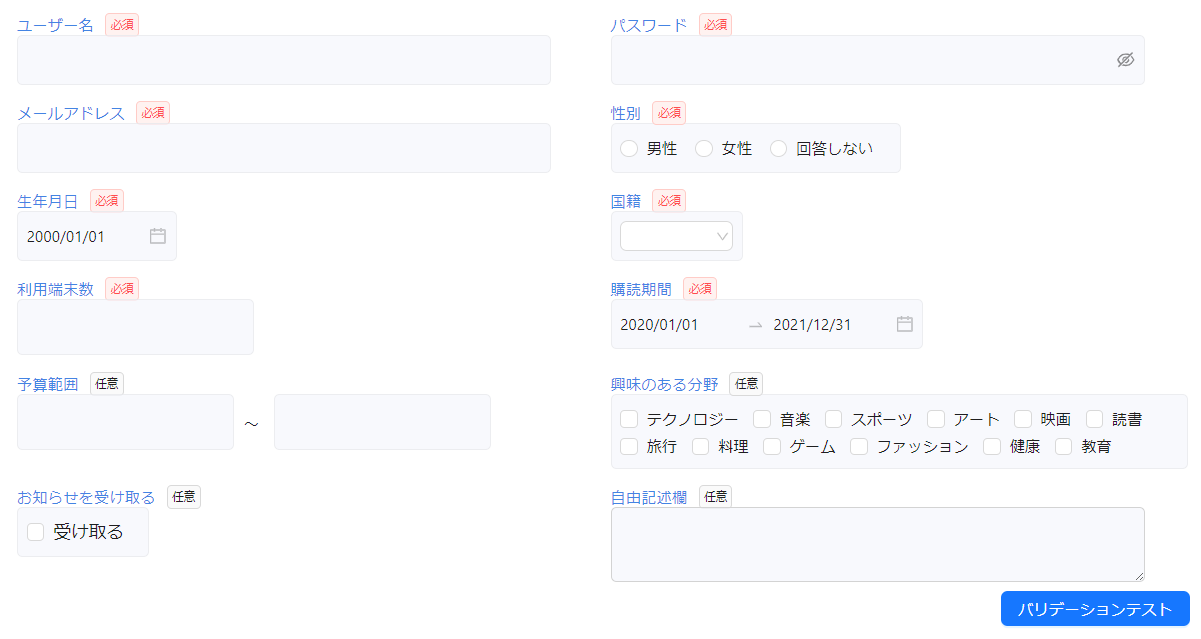 ユーザー名 必須
パスワード 必須
メールアドレス 必須
性別 必須
男性 女性 回答しない
生年月日 必須
2000/01/01
国籍 必須
利用端末数 必須
購読期間 必須
2020/01/01 → 2021/12/31
予算範囲 任意
～
興味のある分野 任意
テクノロジー 音楽 スポーツ アート 映画 読書
旅行 料理 ゲーム ファッション 健康 教育
お知らせを受け取る 任意
受け取る
自由記述欄 任意
バリデーションテスト